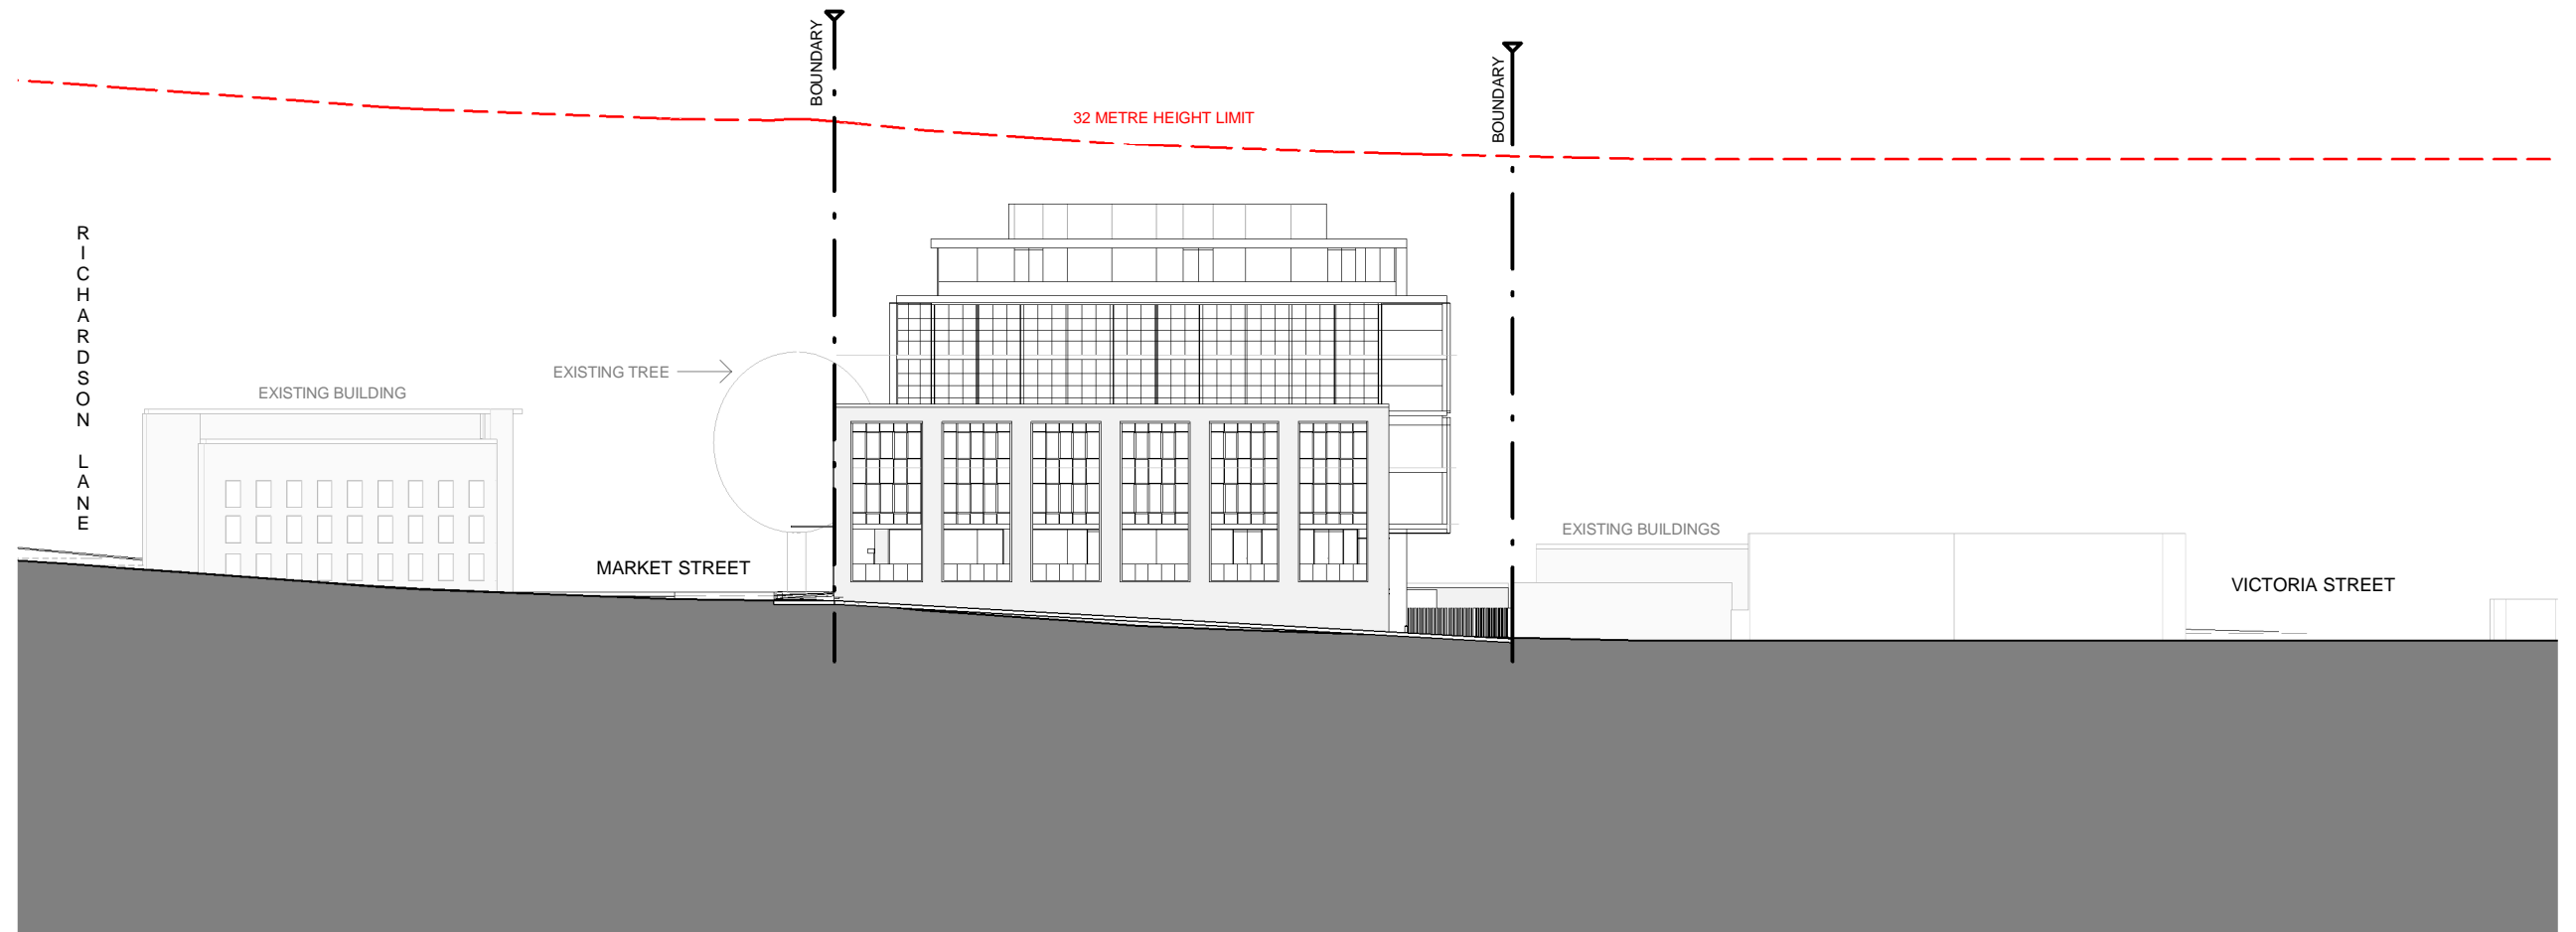 BOUNDARY
BOUNDARY
32 METRE HEIGHT LIMIT
RICHARDSON LANE
EXISTING TREE
EXISTING BUILDING
EXISTING BUILDINGS
MARKET STREET
VICTORIA STREET